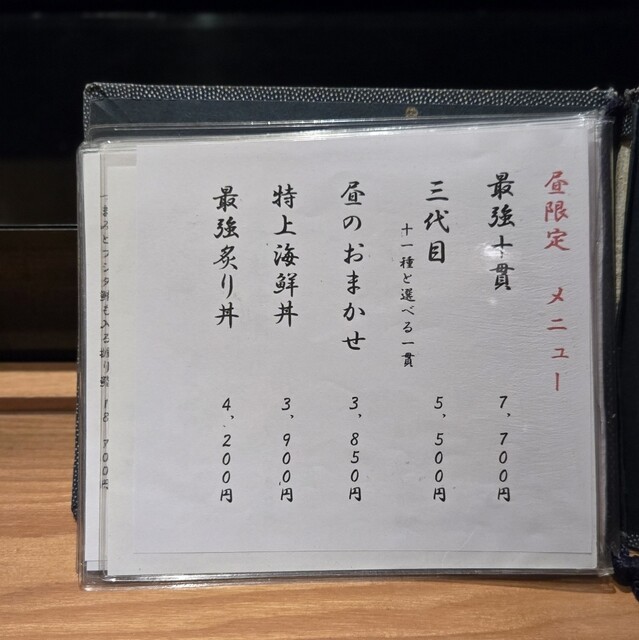 昼限定 メニュー
最強十貫 7,700円
三代目 5,500円
十一種と選べる一貫
昼のおまかせ 3,850円
特上海鮮丼 3,900円
最強炙り丼 4,200円